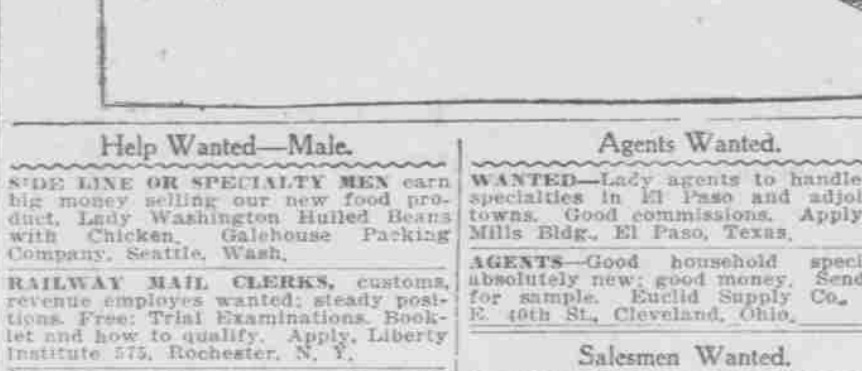 Help Wanted—Male.
SIDE LINE OR SPECIALTY MEN earn
big money selling our new food pro-
duct, Lady Washington Hulled Beans
with Chicken. Galehouse Packing
Company, Seattle, Wash.
RAILWAY MAIL CLERKS, customs,
revenue employes wanted; steady posi-
tions. Free: Trial Examinations. Book-
let and how to qualify. Apply, Liberty
Institute 575, Rochester, N. Y.
Agents Wanted.
WANTED—Lady agents to handle
specialties in El Paso and adjoi
towns. Good commissions. Apply
Mills Bldg., El Paso, Texas.
AGENTS—Good household speci
absolutely new; good money. Send
for sample. Euclid Supply Co.,
E. 40th St., Cleveland, Ohio.
Salesmen Wanted.